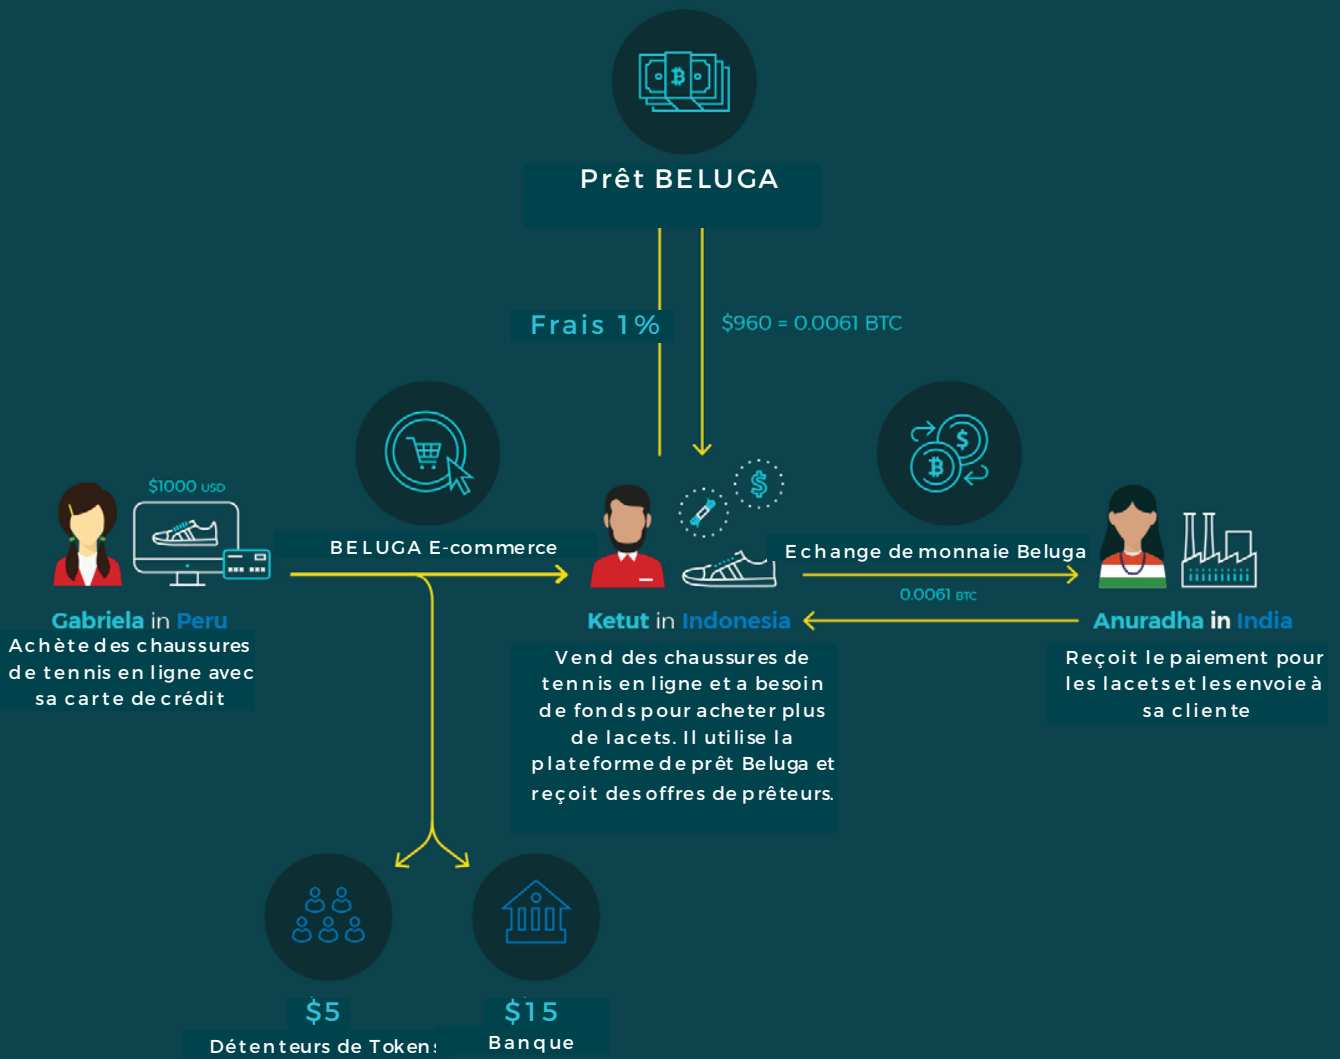 Prêt BELUGA
Frais 1%
$960 = 0.0061 BTC
$1000 USD
BELUGA E-commerce
Echange de monnaie Beluga
0.0061 BTC
Gabriela in Peru
Achète des chaussures
de tennis en ligne avec
sa carte de crédit
Ketut in Indonesia
Vend des chaussures de
tennis en ligne et a besoin
de fonds pour acheter plus
de lacets. Il utilise la
plateforme de prêt Beluga et
reçoit des offres de prêteurs.
Anuradha in India
Reçoit le paiement pour
les lacets et les envoie à
sa cliente
$5
Détenteurs de Tokens
$15
Banque